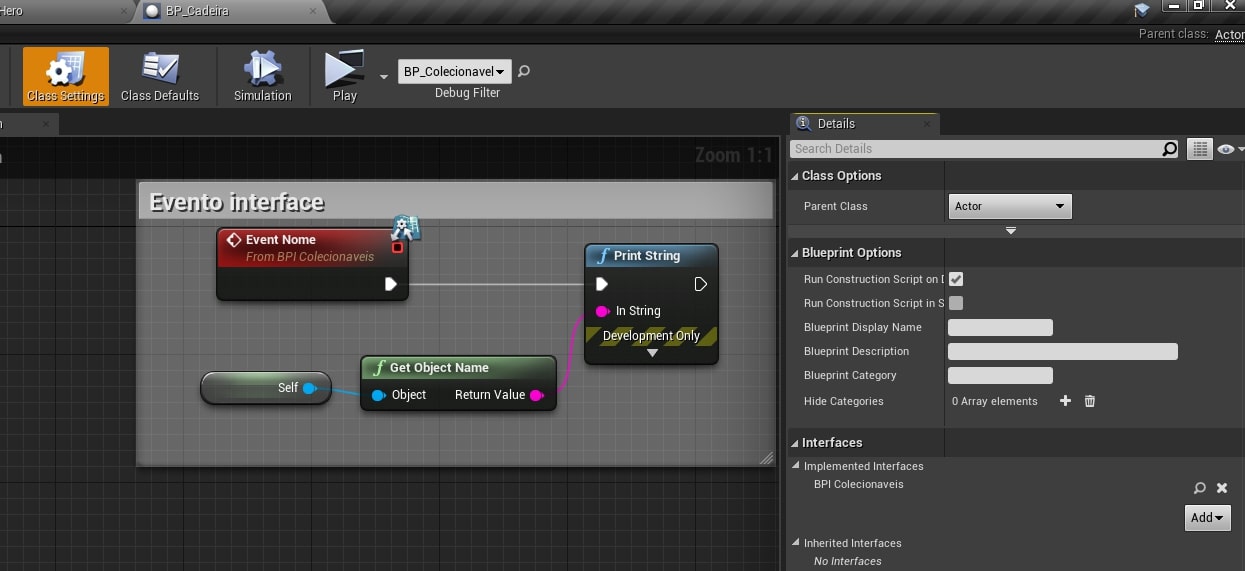 Hero
BP_Cadeira
Parent class: Actor
Class Settings
Class Defaults
Simulation
Play
BP_Colecionavel
Debug Filter
Details
Search Details
Zoom 1:1
Class Options
Parent Class
Actor
Evento interface
Event Nome
From BPI Colecionaveis
Print String
In String
Development Only
Get Object Name
Self
Object
Return Value
Blueprint Options
Run Construction Script on D
Run Construction Script in S
Blueprint Display Name
Blueprint Description
Blueprint Category
Hide Categories
0 Array elements
Interfaces
Implemented Interfaces
BPI Colecionaveis
Add
Inherited Interfaces
No Interfaces